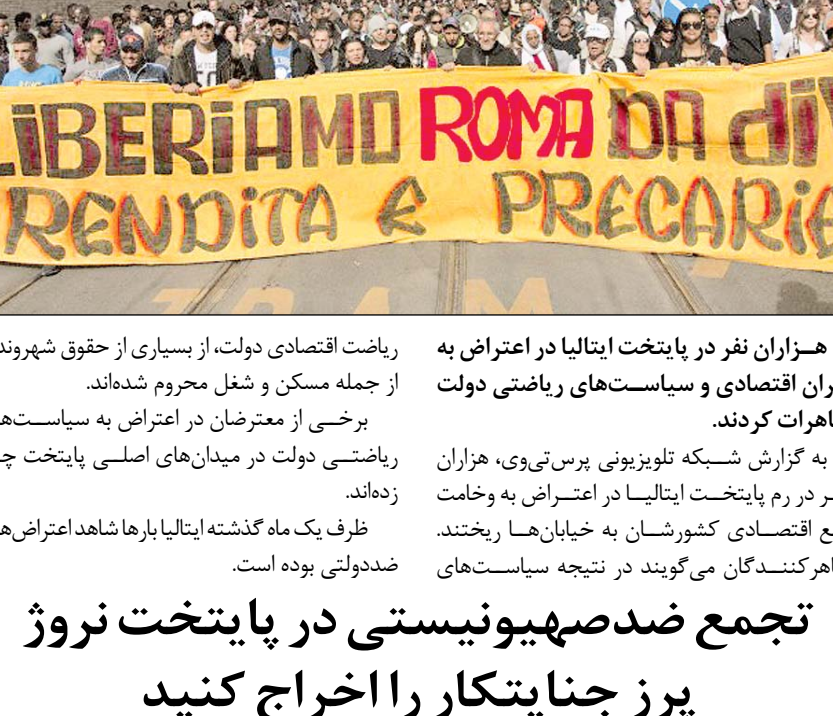 LIBERIAMO ROMA DA di
RENDITA E PRECARIE
هزاران نفر در پایتخت ایتالیا در اعتراض به
ران اقتصادی و سیاست‌های ریاضتی دولت
اهرات کردند.
به گزارش شبکه تلویزیونی پرس‌تی‌وی، هزاران
ر در رم پایتخت ایتالیا در اعتراض به وخامت
ع اقتصادی کشورشان به خیابان‌ها ریختند.
اهرکنندگان می‌گویند در نتیجه سیاست‌های
ریاضت اقتصادی دولت، از بسیاری از حقوق شهروند
از جمله مسکن و شغل محروم شده‌اند.
برخی از معترضان در اعتراض به سیاست‌ه
ریاضتی دولت در میدان‌های اصلی پایتخت چ
زده‌اند.
ظرف یک ماه گذشته ایتالیا بارها شاهد اعتراض‌ه
ضددولتی بوده است.
تجمع ضدصهیونیستی در پایتخت نروژ
پرز جنایتکار را اخراج کنید